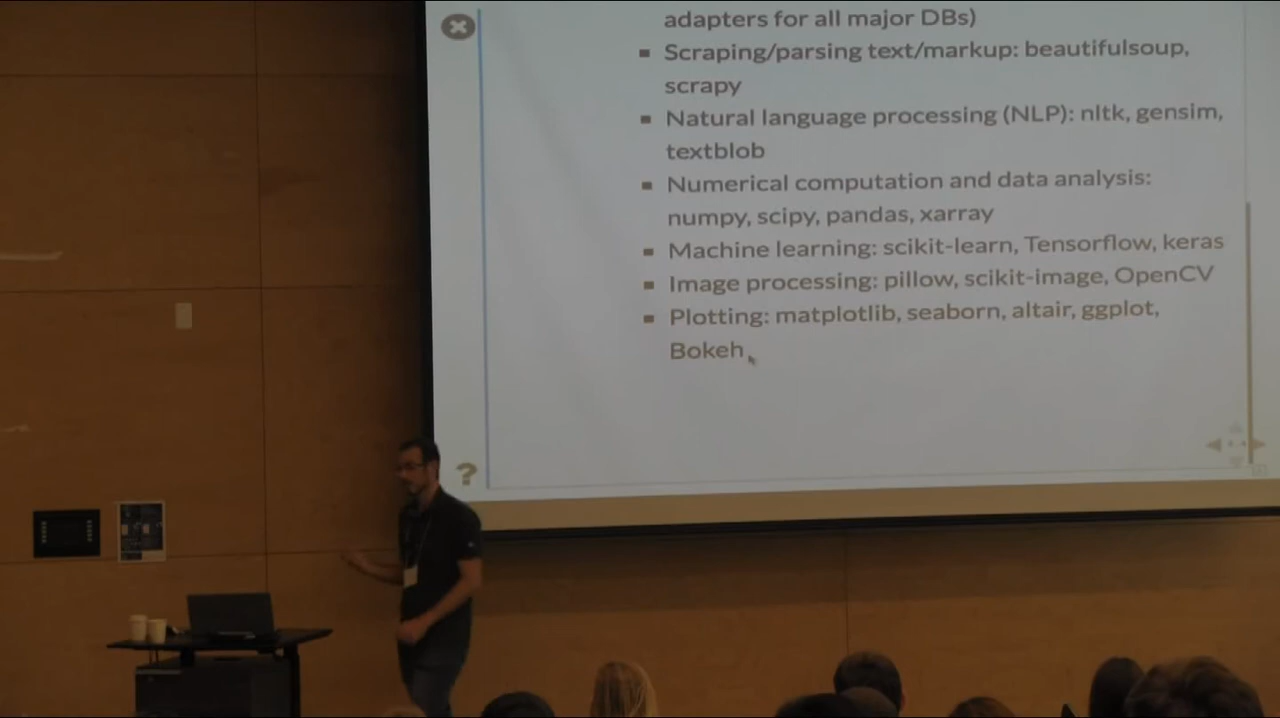 adapters for all major DBs)
Scraping/parsing text/markup: beautifulsoup,
scrapy
Natural language processing (NLP): nltk, gensim,
textblob
Numerical computation and data analysis:
numpy, scipy, pandas, xarray
Machine learning: scikit-learn, Tensorflow, keras
Image processing: pillow, scikit-image, OpenCV
Plotting: matplotlib, seaborn, altair, ggplot,
Bokeh
?